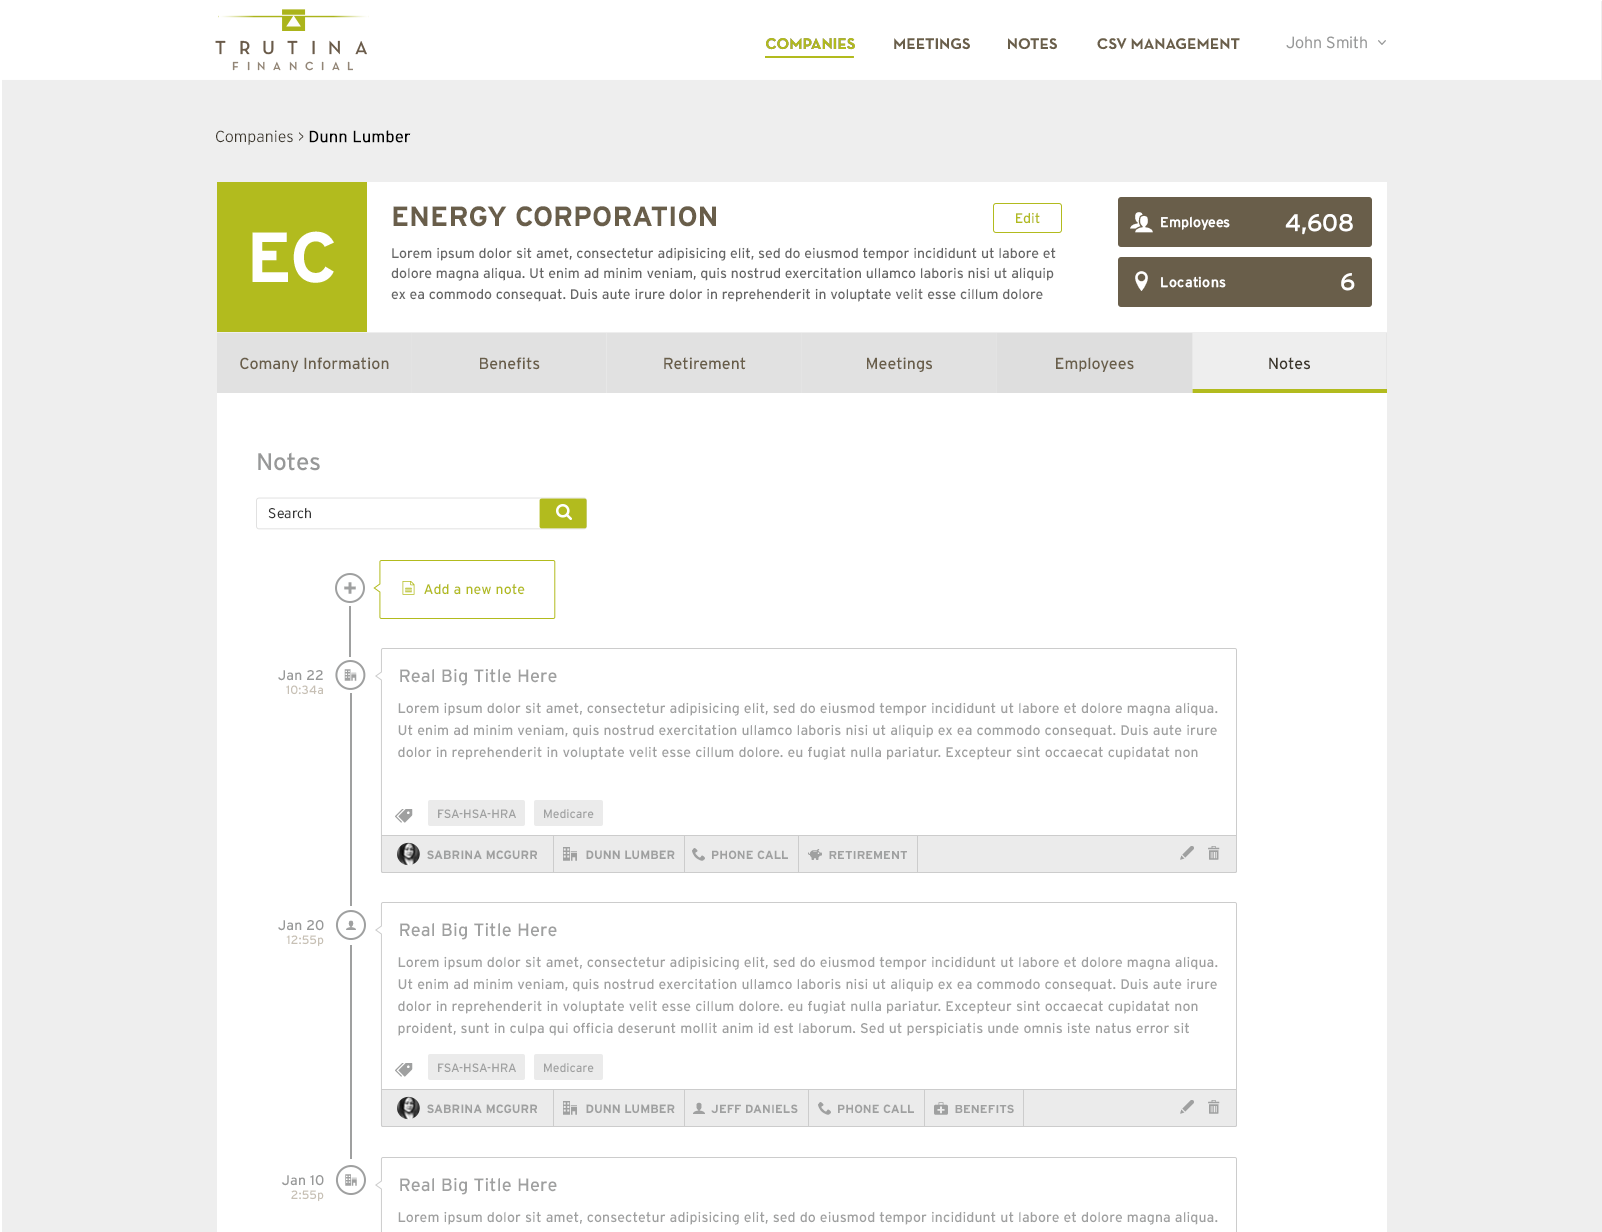 TRUTINA
FINANCIAL
COMPANIES
MEETINGS
NOTES
CSV MANAGEMENT
John Smith
Companies > Dunn Lumber
EC
ENERGY CORPORATION
Edit
Lorem ipsum dolor sit amet, consectetur adipisicing elit, sed do eiusmod tempor incididunt ut labore et
dolore magna aliqua. Ut enim ad minim veniam, quis nostrud exercitation ullamco laboris nisi ut aliquip
ex ea commodo consequat. Duis aute irure dolor in reprehenderit in voluptate velit esse cillum dolore
Employees 4,608
Locations 6
Comany Information
Benefits
Retirement
Meetings
Employees
Notes
Notes
Search
Add a new note
Jan 22
10:34a
Real Big Title Here
Lorem ipsum dolor sit amet, consectetur adipisicing elit, sed do eiusmod tempor incididunt ut labore et dolore magna aliqua.
Ut enim ad minim veniam, quis nostrud exercitation ullamco laboris nisi ut aliquip ex ea commodo consequat. Duis aute irure
dolor in reprehenderit in voluptate velit esse cillum dolore. eu fugiat nulla pariatur. Excepteur sint occaecat cupidatat non
FSA-HSA-HRA
Medicare
SABRINA MCGURR
DUNN LUMBER
PHONE CALL
RETIREMENT
Jan 20
12:55p
Real Big Title Here
Lorem ipsum dolor sit amet, consectetur adipisicing elit, sed do eiusmod tempor incididunt ut labore et dolore magna aliqua.
Ut enim ad minim veniam, quis nostrud exercitation ullamco laboris nisi ut aliquip ex ea commodo consequat. Duis aute irure
dolor in reprehenderit in voluptate velit esse cillum dolore. eu fugiat nulla pariatur. Excepteur sint occaecat cupidatat non
proident, sunt in culpa qui officia deserunt mollit anim id est laborum. Sed ut perspiciatis unde omnis iste natus error sit
FSA-HSA-HRA
Medicare
SABRINA MCGURR
DUNN LUMBER
JEFF DANIELS
PHONE CALL
BENEFITS
Jan 10
2:55p
Real Big Title Here
Lorem ipsum dolor sit amet, consectetur adipisicing elit, sed do eiusmod tempor incididunt ut labore et dolore magna aliqua.